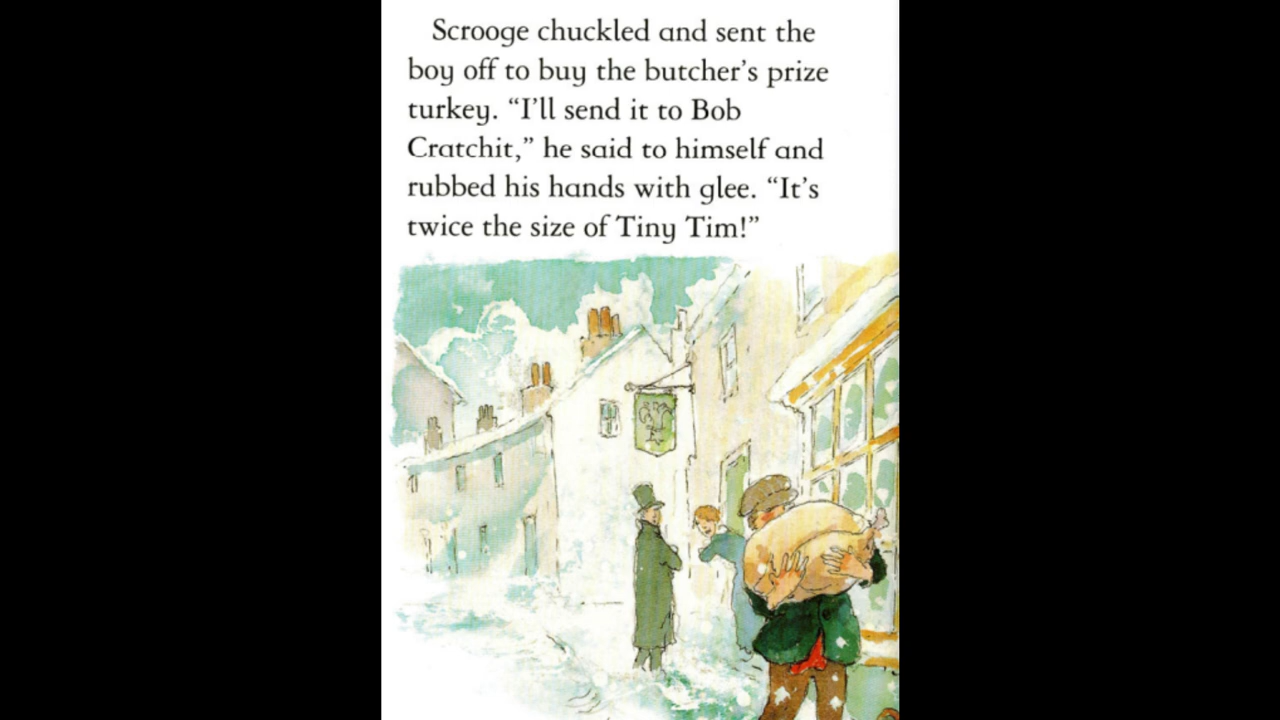 Scrooge chuckled and sent the
boy off to buy the butcher’s prize
turkey. “I’ll send it to Bob
Cratchit,” he said to himself and
rubbed his hands with glee. “It’s
twice the size of Tiny Tim!”